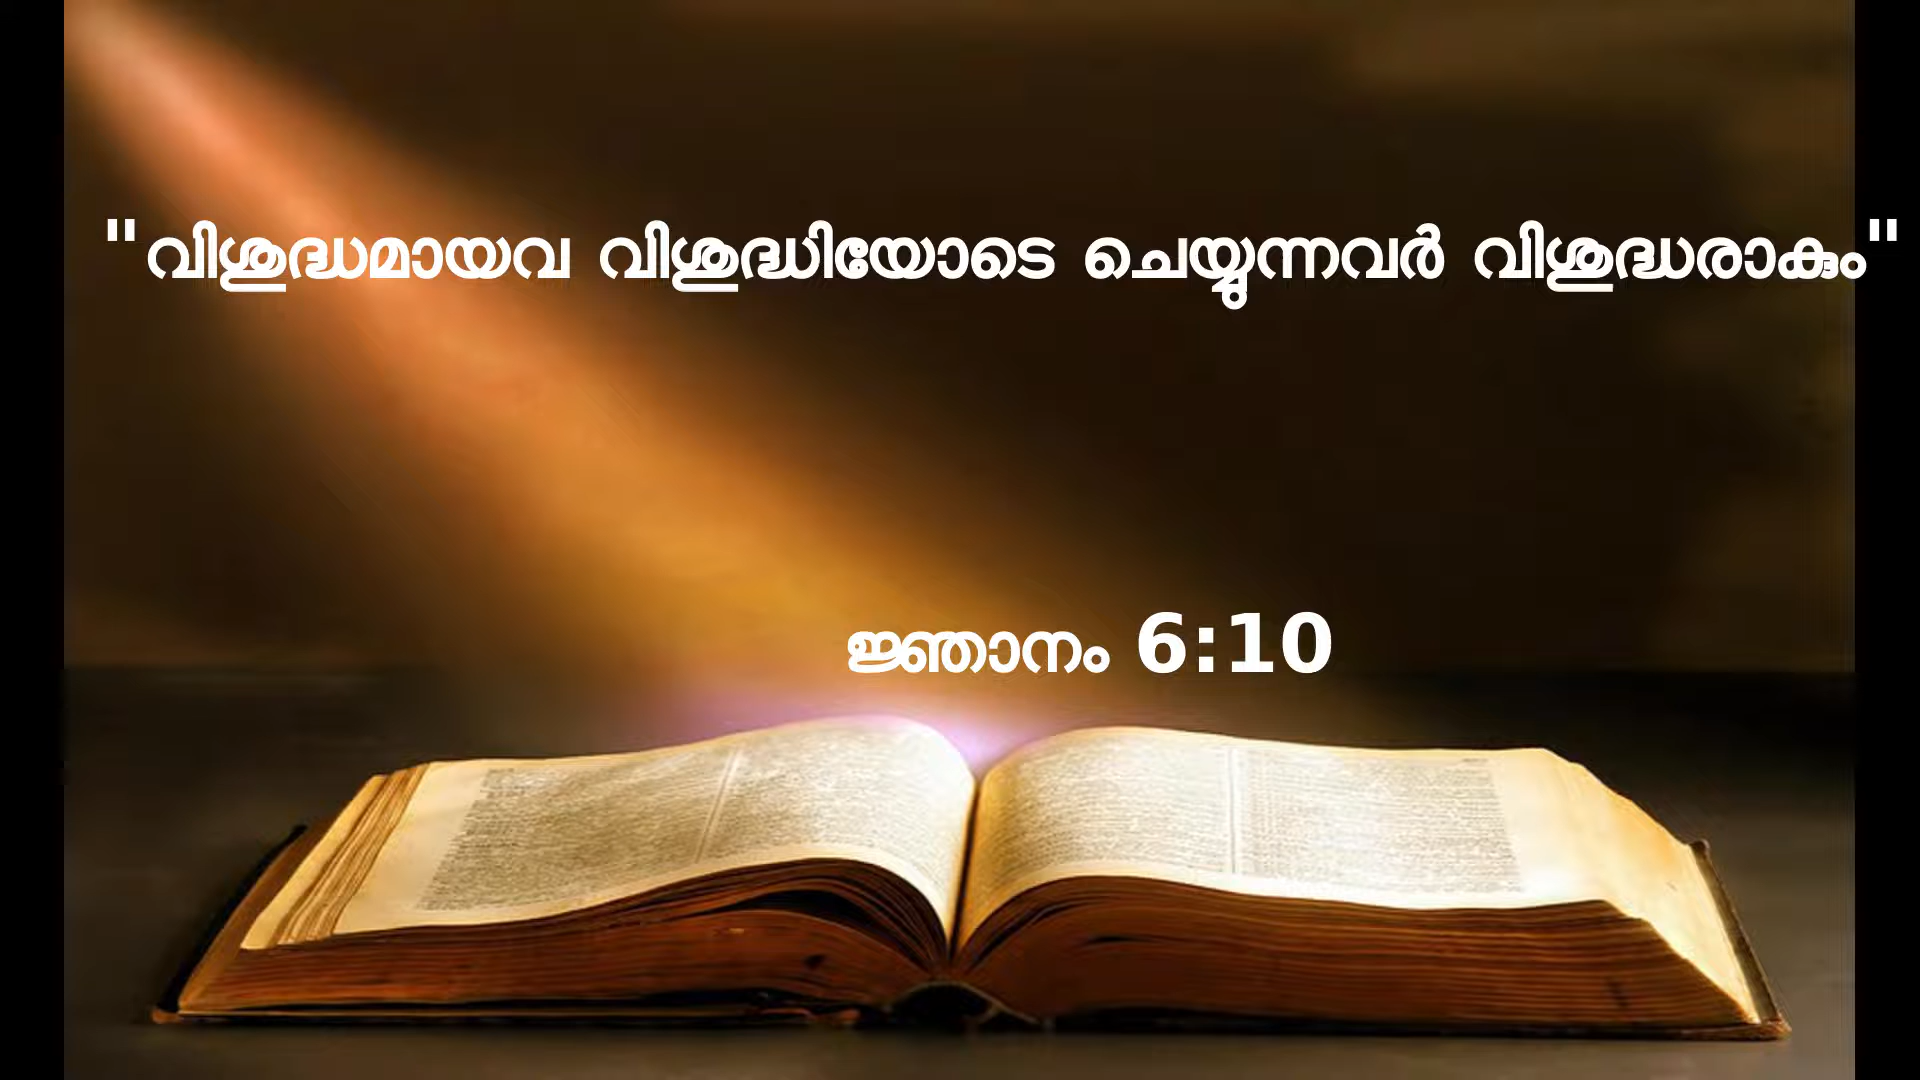 "വിശുദ്ധമായവ വിശുദ്ധിയോടെ ചെയ്യുന്നവർ വിശുദ്ധരാകും"
ജ്ഞാനം 6:10